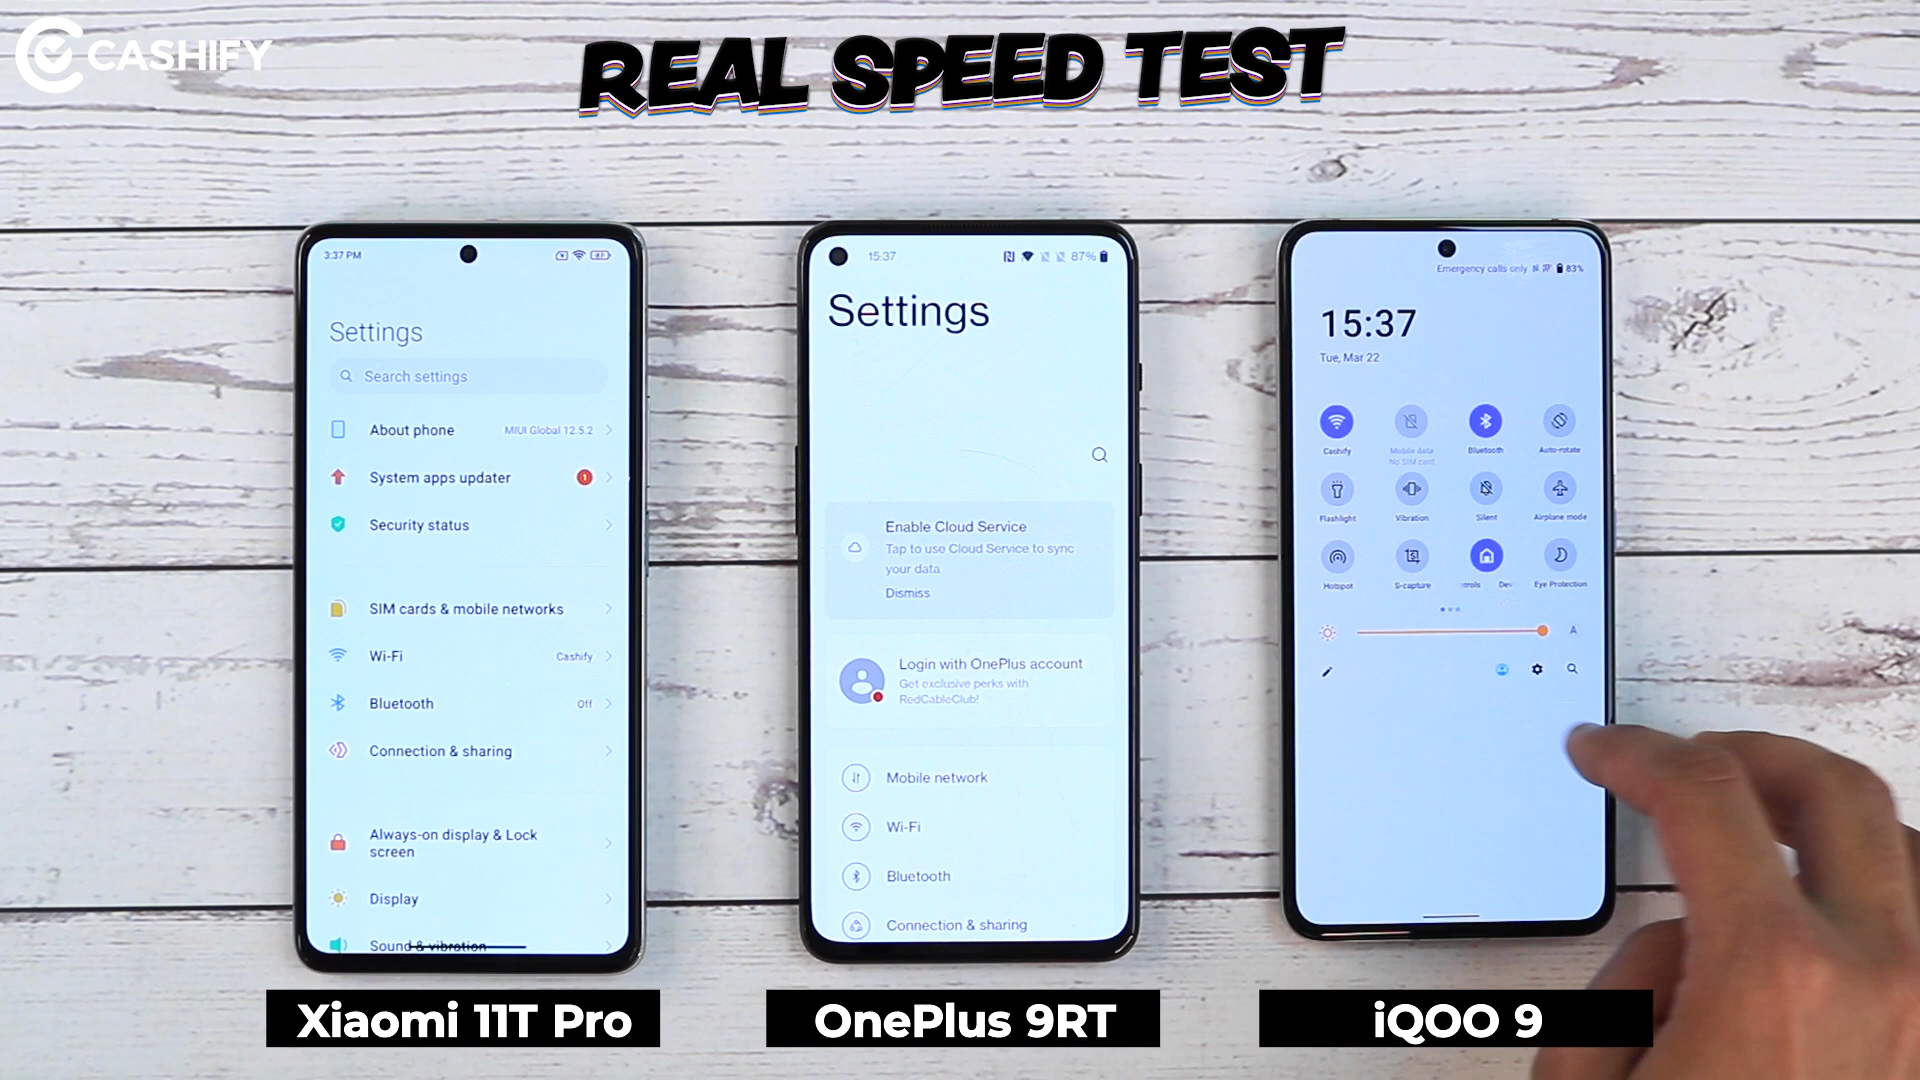 CASHIFY
REAL SPEED TEST
3:37 PM
87
Settings
Search settings
About phone MIUI Global 12.5.2
System apps updater 1
Security status
SIM cards & mobile networks
Wi-Fi Cashify
Bluetooth Off
Connection & sharing
Always-on display & Lock
screen
Display
Sound & vibration
15:37 87%
Settings
Enable Cloud Service
Tap to use Cloud Service to sync
your data
Dismiss
Login with OnePlus account
Get exclusive perks with
RedCableClub!
Mobile network
Wi-Fi
Bluetooth
Connection & sharing
Emergency calls only 83%
15:37
Tue, Mar 22
Cashify Mobile data Bluetooth Auto-rotate
No SIM card
Flashlight Vibration Silent Airplane mode
Hotspot S-capture trols Dev Eye Protection
A
Xiaomi 11T Pro
OnePlus 9RT
iQOO 9